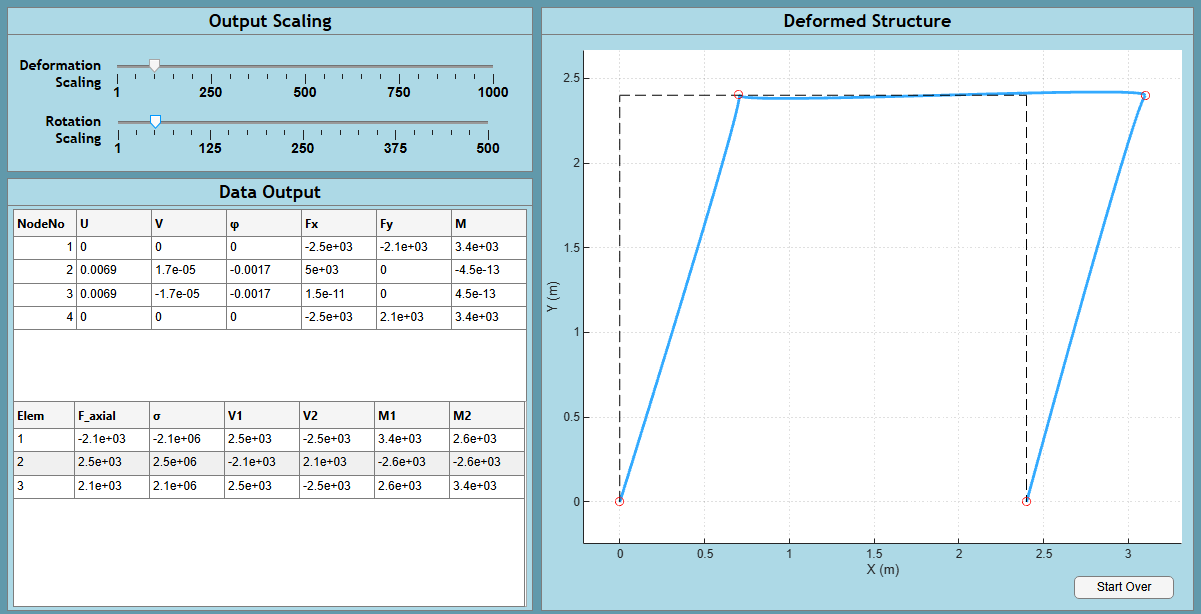 Output Scaling
Deformation
Scaling
1 250 500 750 1000
Rotation
Scaling
1 125 250 375 500
Data Output
NodeNo U V φ Fx Fy M
1 0 0 0 -2.5e+03 -2.1e+03 3.4e+03
2 0.0069 1.7e-05 -0.0017 5e+03 0 -4.5e-13
3 0.0069 -1.7e-05 -0.0017 1.5e-11 0 4.5e-13
4 0 0 0 -2.5e+03 2.1e+03 3.4e+03
Elem F_axial σ V1 V2 M1 M2
1 -2.1e+03 -2.1e+06 2.5e+03 -2.5e+03 3.4e+03 2.6e+03
2 2.5e+03 2.5e+06 -2.1e+03 2.1e+03 -2.6e+03 -2.6e+03
3 2.1e+03 2.1e+06 2.5e+03 -2.5e+03 2.6e+03 3.4e+03
Deformed Structure
2.5
2
1.5
1
0.5
0
Y (m)
0 0.5 1 1.5 2 2.5 3
X (m)
Start Over